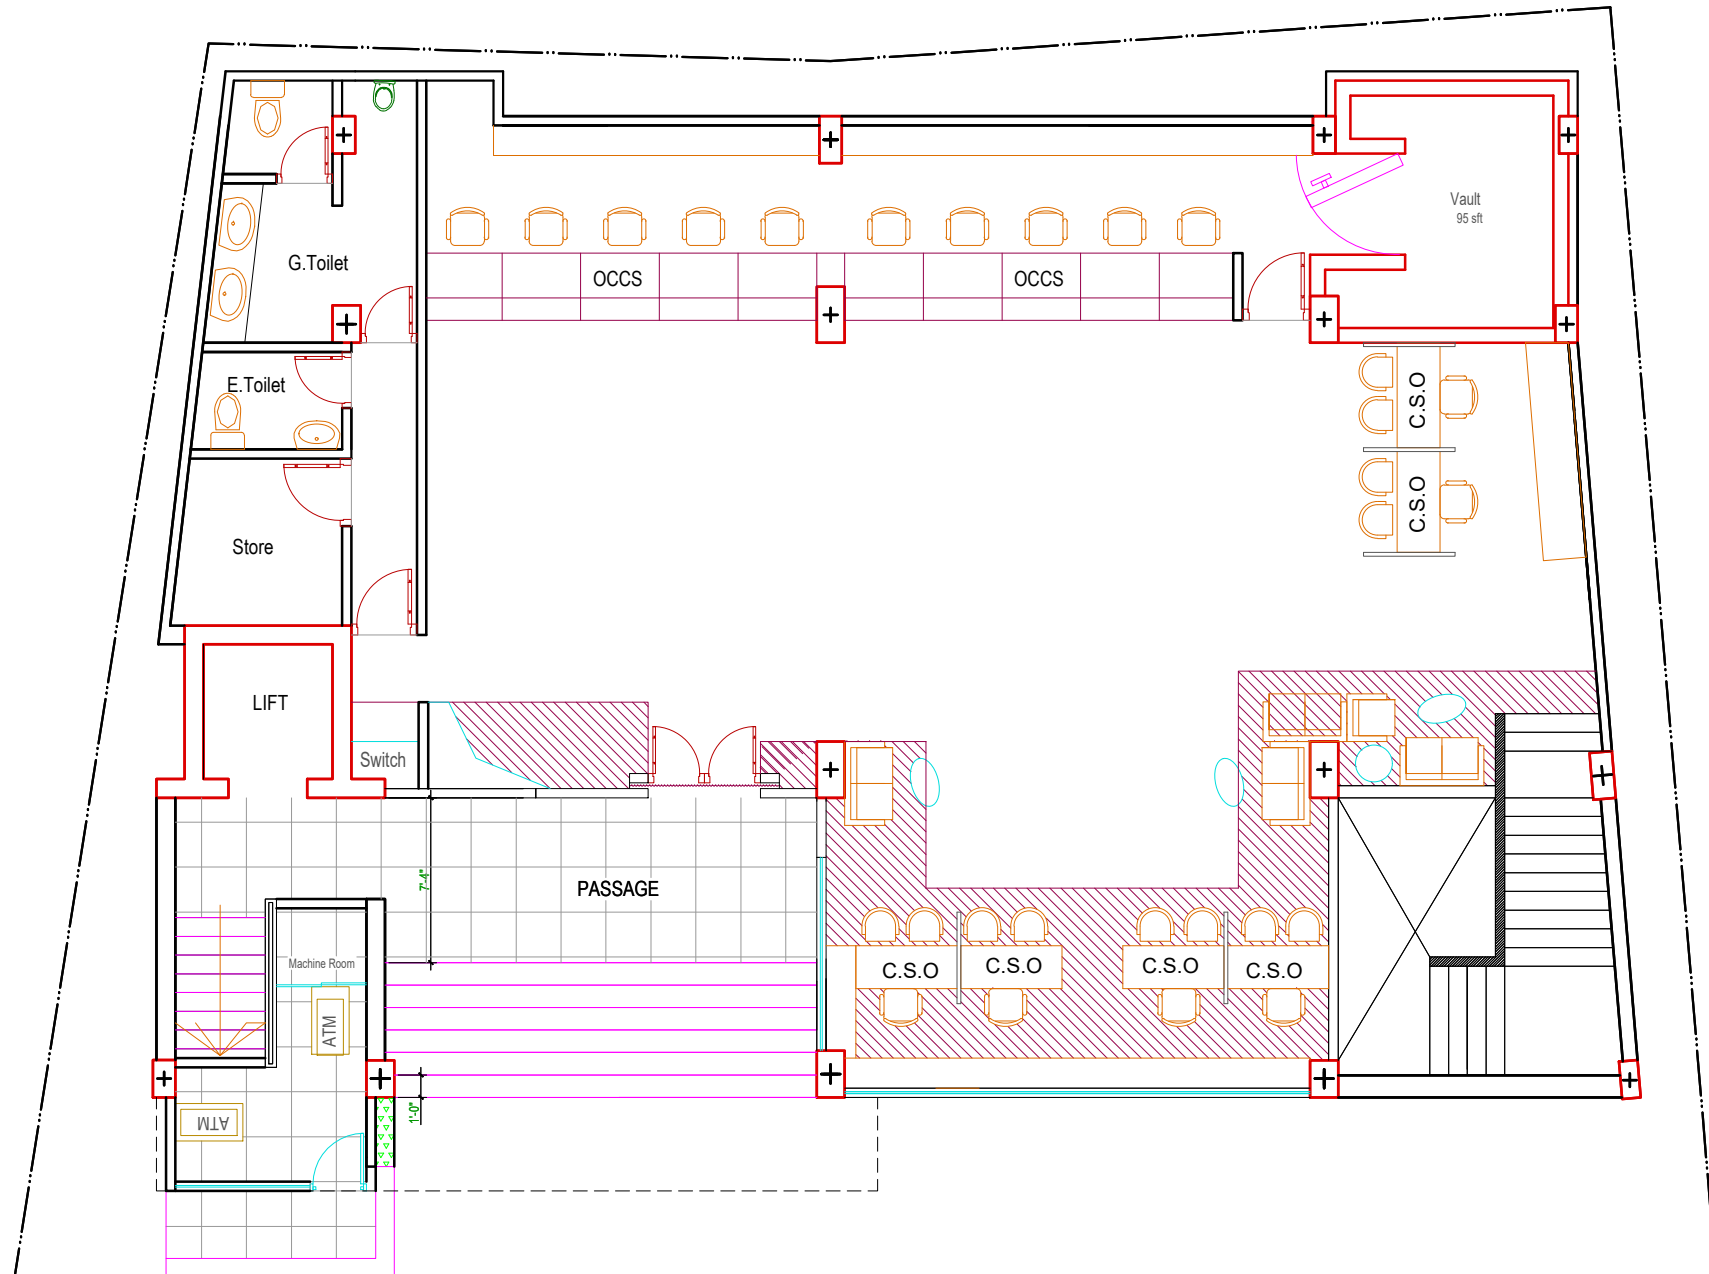 Vault
95 sft
G.Toilet
OCCS
OCCS
E.Toilet
C.S.O
C.S.O
Store
LIFT
Switch
7'-4"
PASSAGE
Machine Room
C.S.O
C.S.O
C.S.O
C.S.O
ATM
ATM
1'-0"